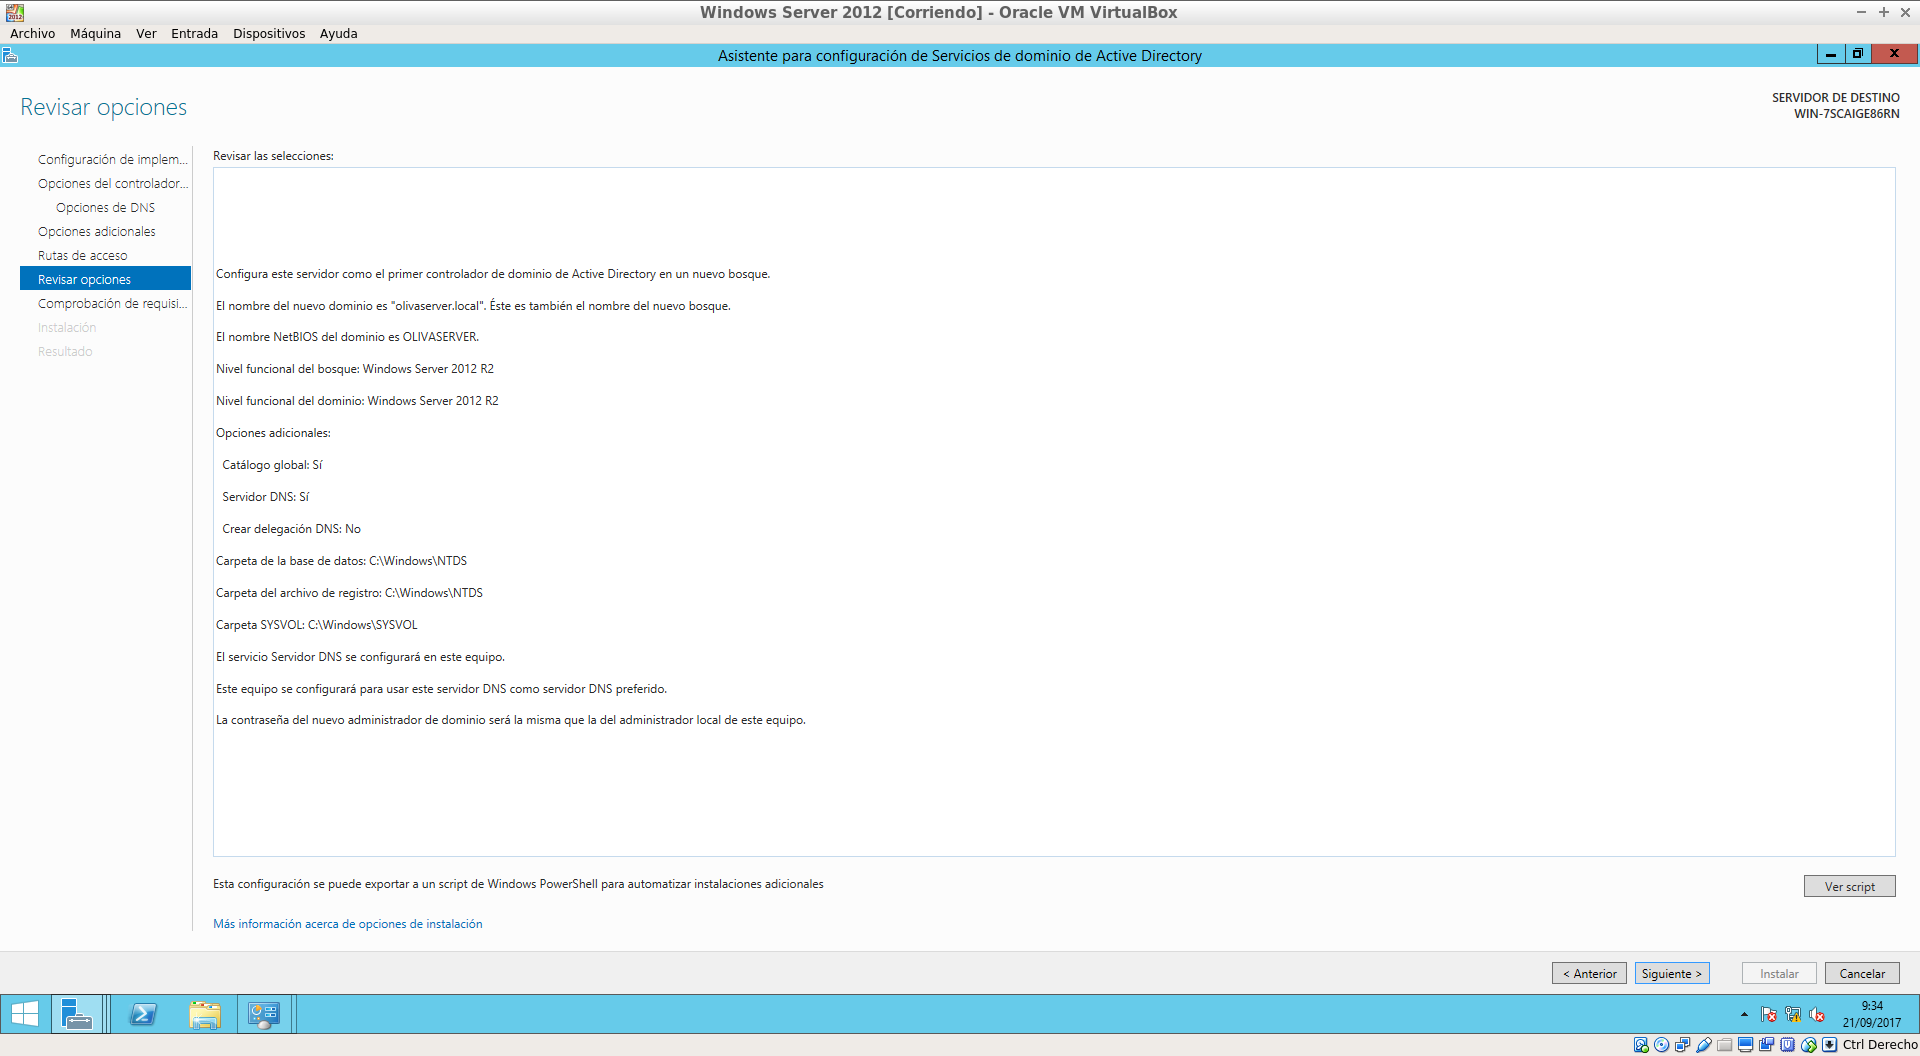 Windows Server 2012 [Corriendo] - Oracle VM VirtualBox
Archivo Máquina Ver Entrada Dispositivos Ayuda
Asistente para configuración de Servicios de dominio de Active Directory
Revisar opciones
SERVIDOR DE DESTINO
WIN-7SCAIGE86RN
Configuración de implem...
Opciones del controlador...
Opciones de DNS
Opciones adicionales
Rutas de acceso
Revisar opciones
Comprobación de requisi...
Instalación
Resultado
Revisar las selecciones:
Configura este servidor como el primer controlador de dominio de Active Directory en un nuevo bosque.
El nombre del nuevo dominio es "olivaserver.local". Éste es también el nombre del nuevo bosque.
El nombre NetBIOS del dominio es OLIVASERVER.
Nivel funcional del bosque: Windows Server 2012 R2
Nivel funcional del dominio: Windows Server 2012 R2
Opciones adicionales:
Catálogo global: Sí
Servidor DNS: Sí
Crear delegación DNS: No
Carpeta de la base de datos: C:\Windows\NTDS
Carpeta del archivo de registro: C:\Windows\NTDS
Carpeta SYSVOL: C:\Windows\SYSVOL
El servicio Servidor DNS se configurará en este equipo.
Este equipo se configurará para usar este servidor DNS como servidor DNS preferido.
La contraseña del nuevo administrador de dominio será la misma que la del administrador local de este equipo.
Esta configuración se puede exportar a un script de Windows PowerShell para automatizar instalaciones adicionales
Ver script
Más información acerca de opciones de instalación
< Anterior Siguiente > Instalar Cancelar
9:34
21/09/2017
Ctrl Derecho